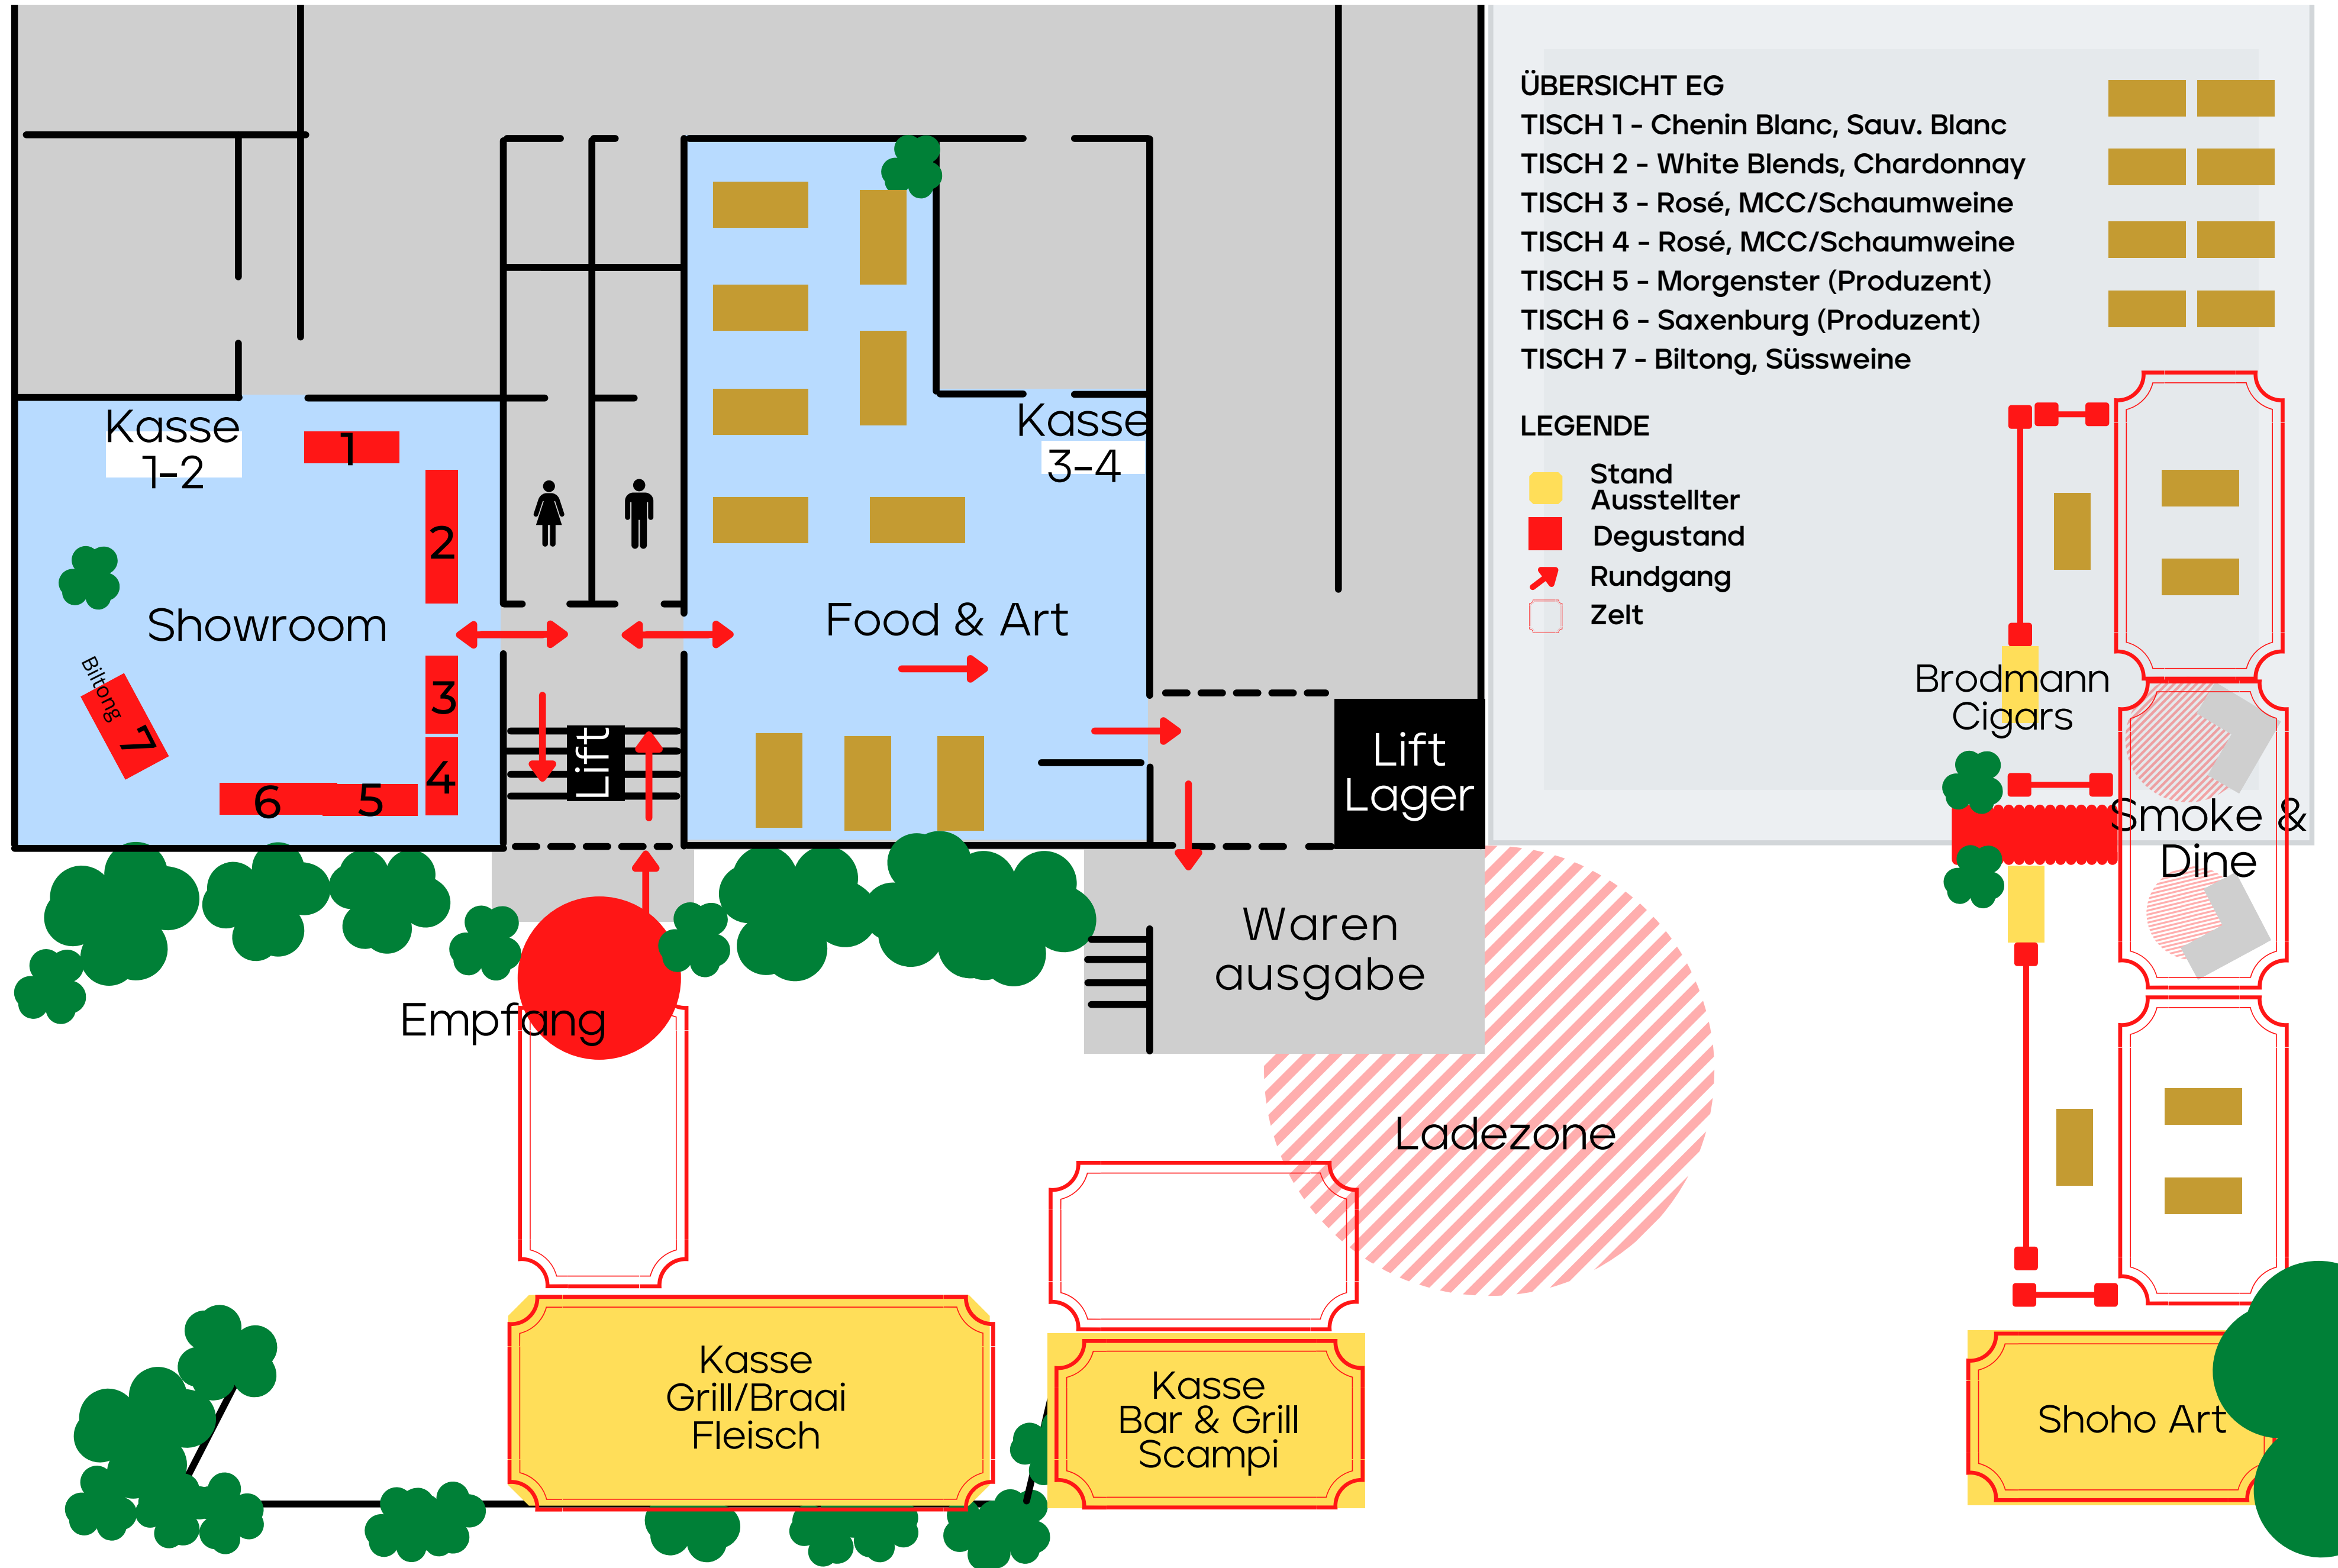 ÜBERSICHT EG
TISCH 1 - Chenin Blanc, Sauv. Blanc
TISCH 2 - White Blends, Chardonnay
TISCH 3 - Rosé, MCC/Schaumweine
TISCH 4 - Rosé, MCC/Schaumweine
TISCH 5 - Morgenster (Produzent)
TISCH 6 - Saxenburg (Produzent)
TISCH 7 - Biltong, Süssweine
LEGENDE
Stand
Ausstellter
Degustand
Rundgang
Zelt
Kasse
1-2
1
2
Showroom
Biltong
7
3
4
6
5
Lift
Kasse
3-4
Food & Art
Lift
Lager
Brodmann
Cigars
Smoke &
Dine
Waren
ausgabe
Empfang
Ladezone
Kasse
Grill/Braai
Fleisch
Kasse
Bar & Grill
Scampi
Shoho Art